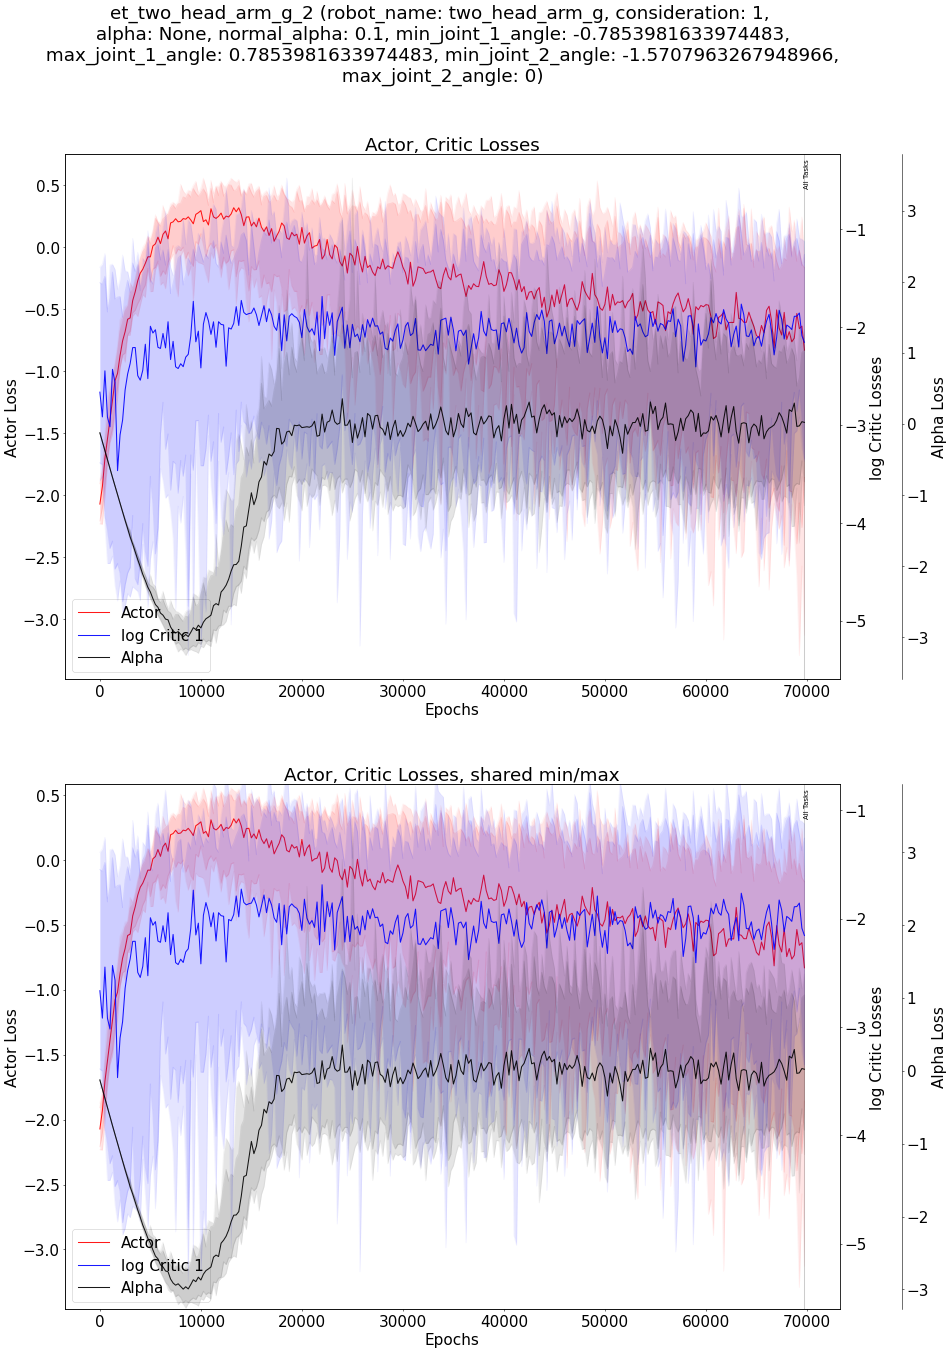 et_two_head_arm_g_2 (robot_name: two_head_arm_g, consideration: 1,
alpha: None, normal_alpha: 0.1, min_joint_1_angle: -0.7853981633974483,
max_joint_1_angle: 0.7853981633974483, min_joint_2_angle: -1.5707963267948966,
max_joint_2_angle: 0)
Actor, Critic Losses
All Tasks
0.5
0.0
−0.5
−1.0
−1.5
−2.0
−2.5
−3.0
Actor Loss
−1
−2
−3
−4
−5
log Critic Losses
3
2
1
0
−1
−2
−3
Alpha Loss
Actor
log Critic 1
Alpha
0 10000 20000 30000 40000 50000 60000 70000
Epochs
Actor, Critic Losses, shared min/max
All Tasks
0.5
0.0
−0.5
−1.0
−1.5
−2.0
−2.5
−3.0
Actor Loss
−1
−2
−3
−4
−5
log Critic Losses
3
2
1
0
−1
−2
−3
Alpha Loss
Actor
log Critic 1
Alpha
0 10000 20000 30000 40000 50000 60000 70000
Epochs